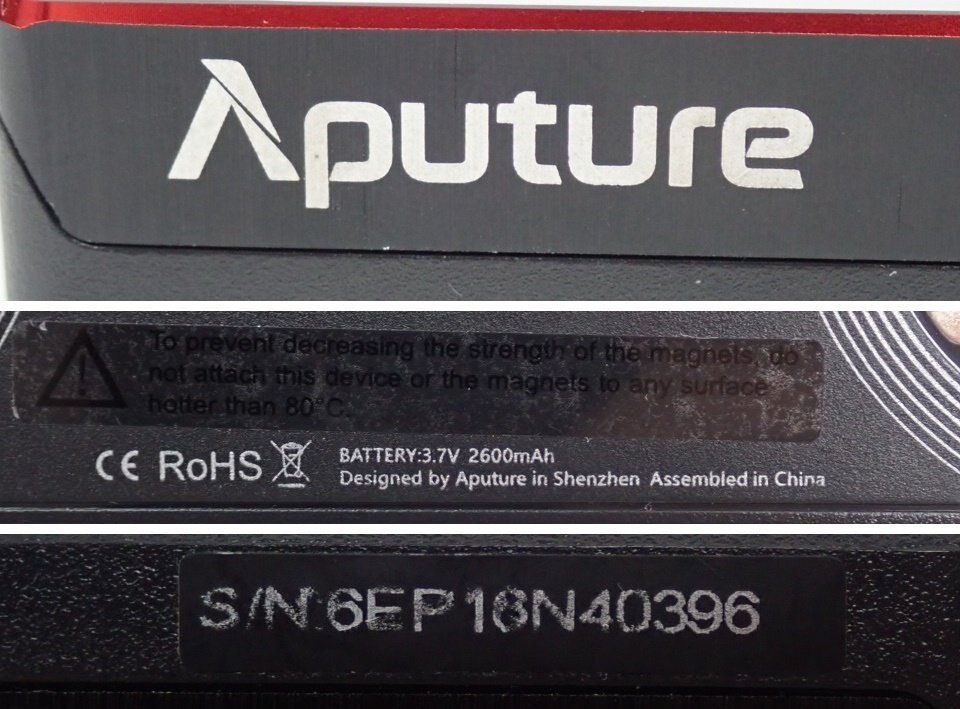 Aputure
To prevent decreasing the strength of the magnets, do
not attach this device or the magnets to any surface
hotter than 80°C.
CE RoHS
BATTERY:3.7V 2600mAh
Designed by Aputure in Shenzhen Assembled in China
S/N:6EP16N40396